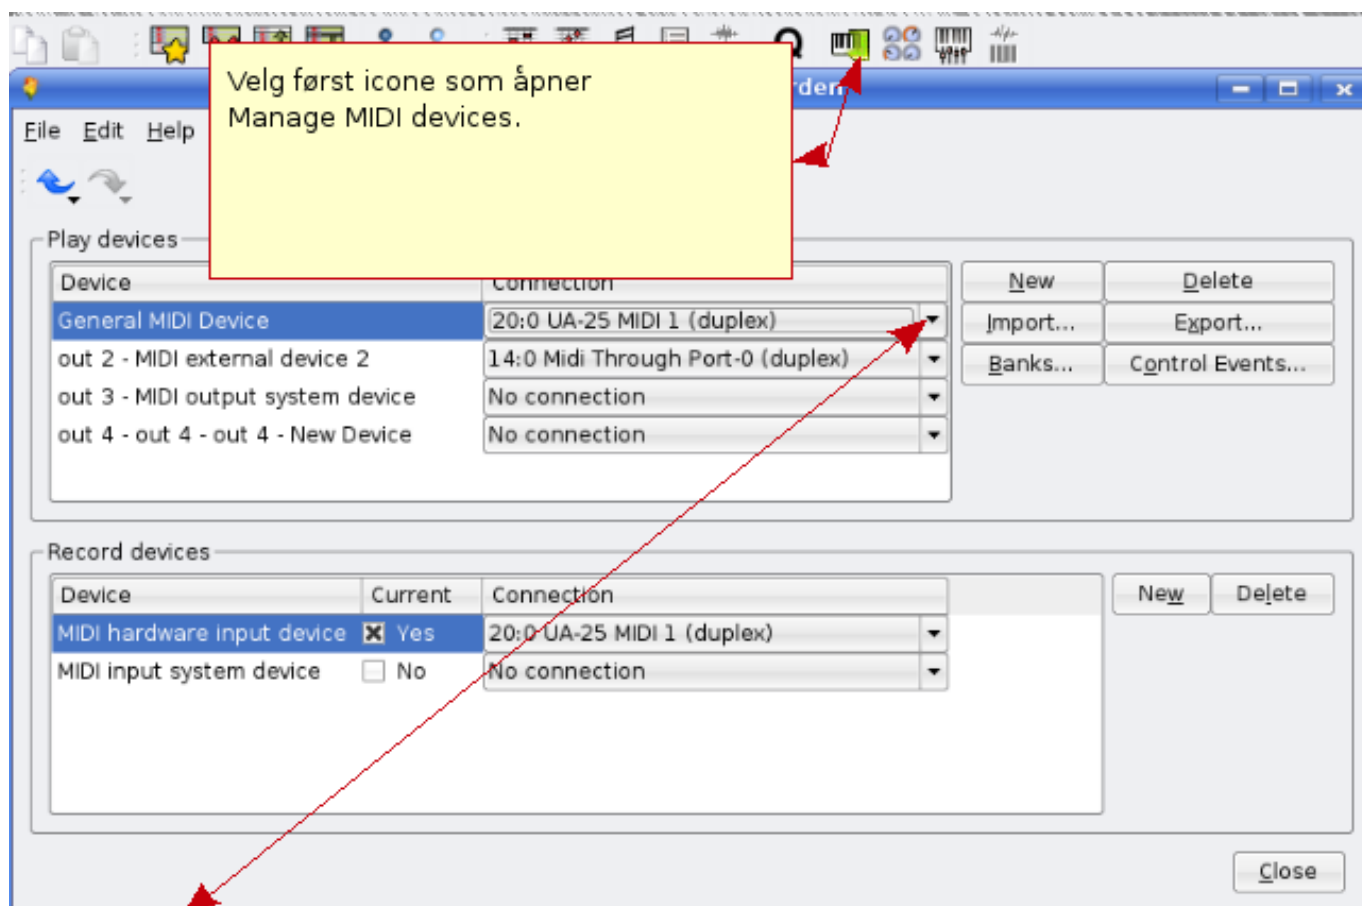 Velg først icone som åpner
Manage MIDI devices.
File Edit Help
Play devices
Device Connection
General MIDI Device 20:0 UA-25 MIDI 1 (duplex)
out 2 - MIDI external device 2 14:0 Midi Through Port-0 (duplex)
out 3 - MIDI output system device No connection
out 4 - out 4 - out 4 - New Device No connection
New Delete
Import... Export...
Banks... Control Events...
Record devices
Device Current Connection
MIDI hardware input device Yes 20:0 UA-25 MIDI 1 (duplex)
MIDI input system device No No connection
New Delete
Close